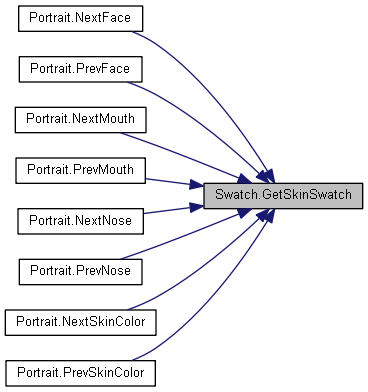 Portrait.NextFace
Portrait.PrevFace
Portrait.NextMouth
Portrait.PrevMouth
Swatch.GetSkinSwatch
Portrait.NextNose
Portrait.PrevNose
Portrait.NextSkinColor
Portrait.PrevSkinColor